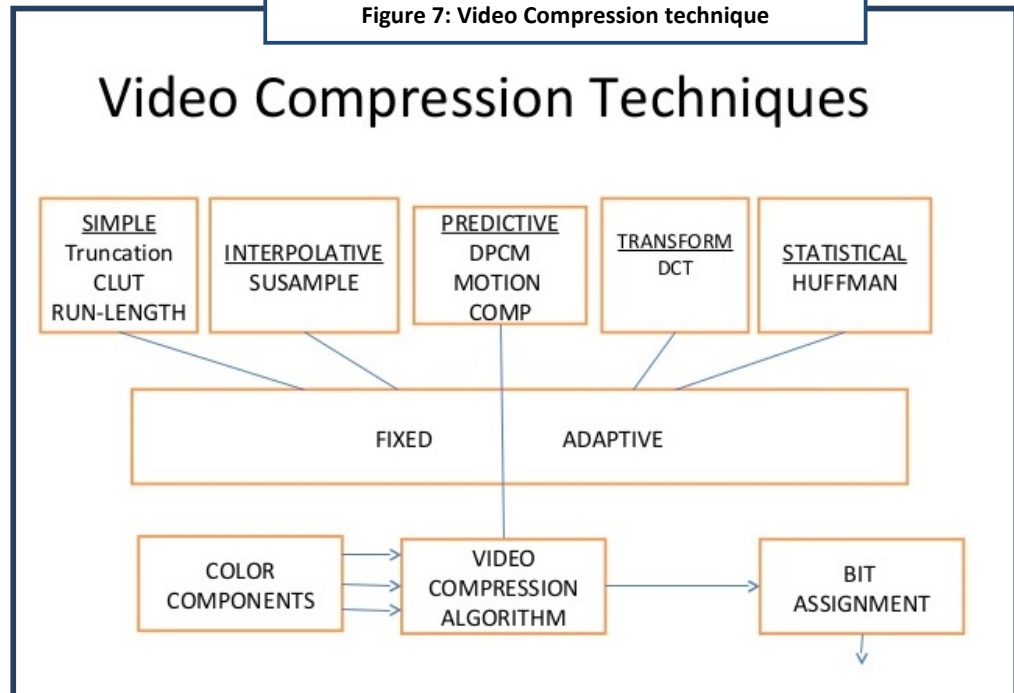 Figure 7: Video Compression technique
Video Compression Techniques
SIMPLE
Truncation
CLUT
RUN-LENGTH
INTERPOLATIVE
SUSAMPLE
PREDICTIVE
DPCM
MOTION
COMP
TRANSFORM
DCT
STATISTICAL
HUFFMAN
FIXED ADAPTIVE
COLOR
COMPONENTS
VIDEO
COMPRESSION
ALGORITHM
BIT
ASSIGNMENT